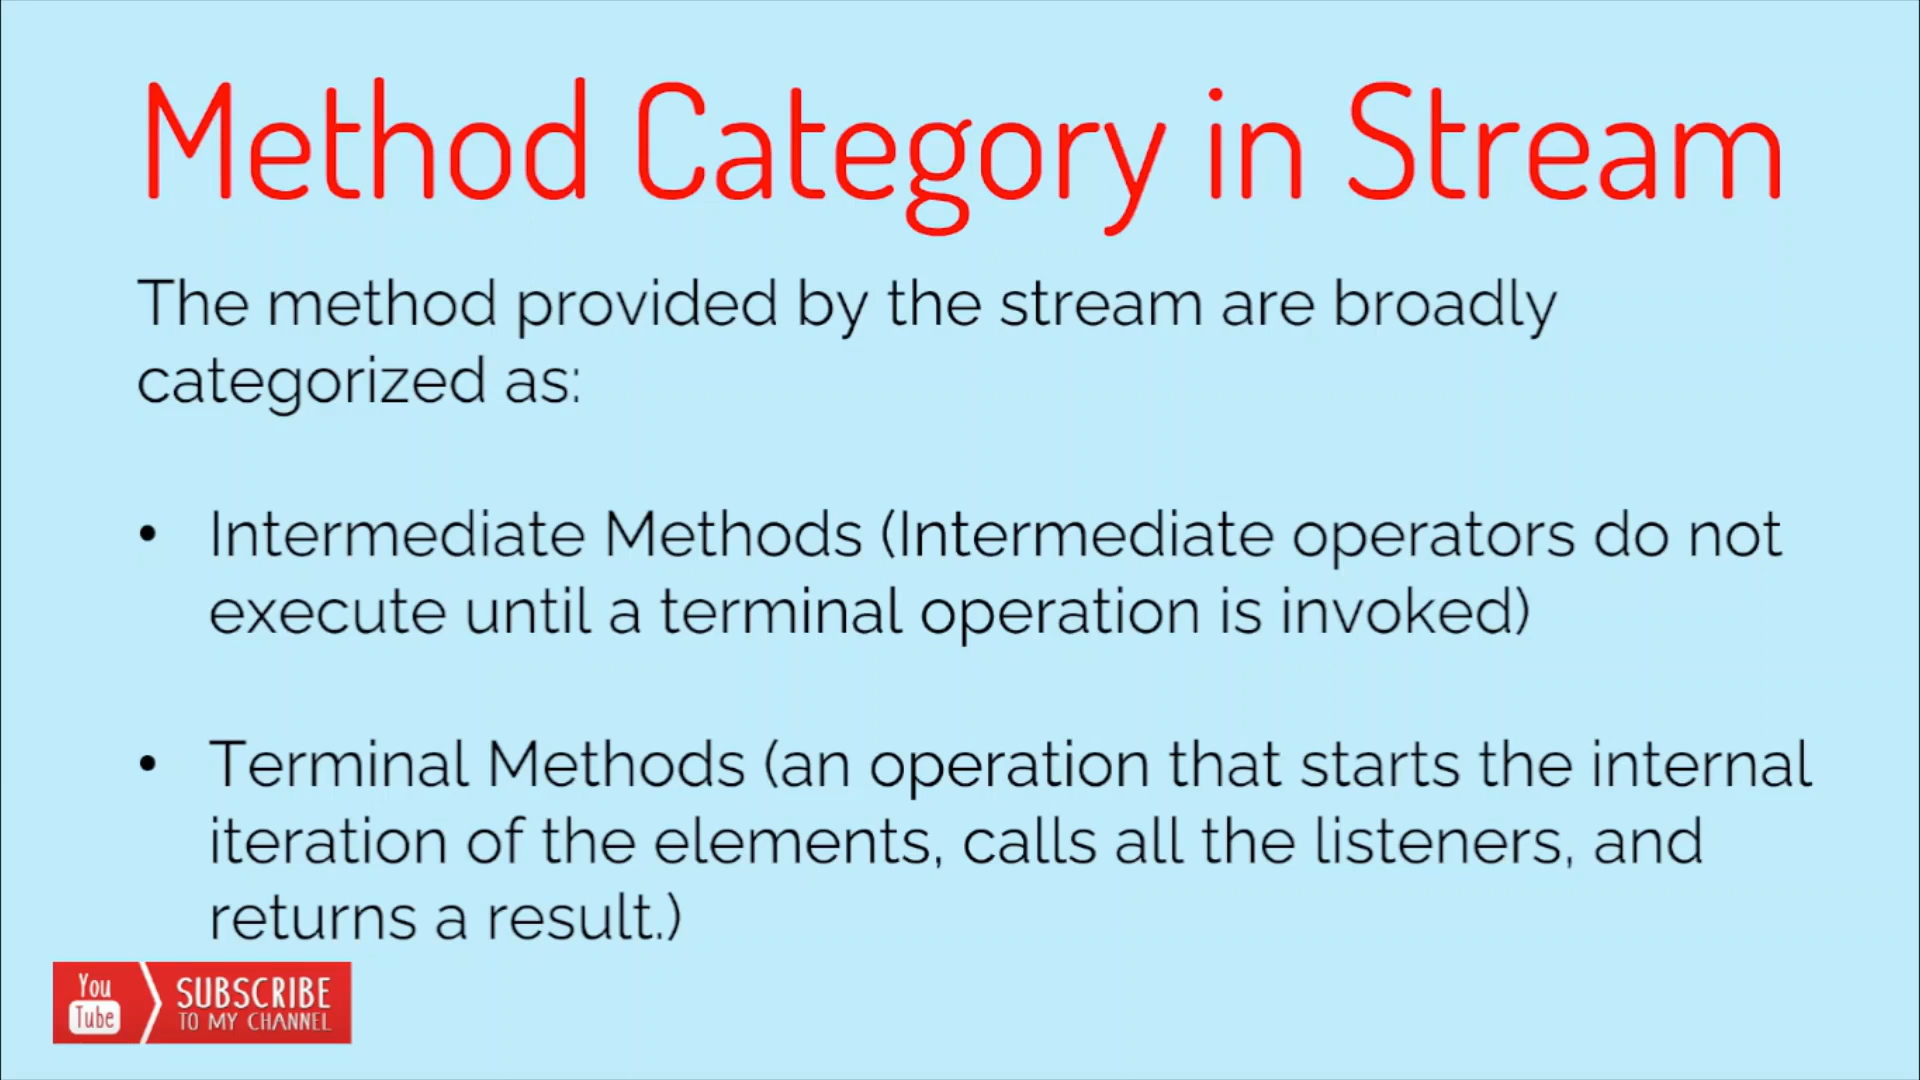 Method Category in Stream
The method provided by the stream are broadly
categorized as:
• Intermediate Methods (Intermediate operators do not
execute until a terminal operation is invoked)
• Terminal Methods (an operation that starts the internal
iteration of the elements, calls all the listeners, and
returns a result.)
You
Tube
SUBSCRIBE
TO MY CHANNEL